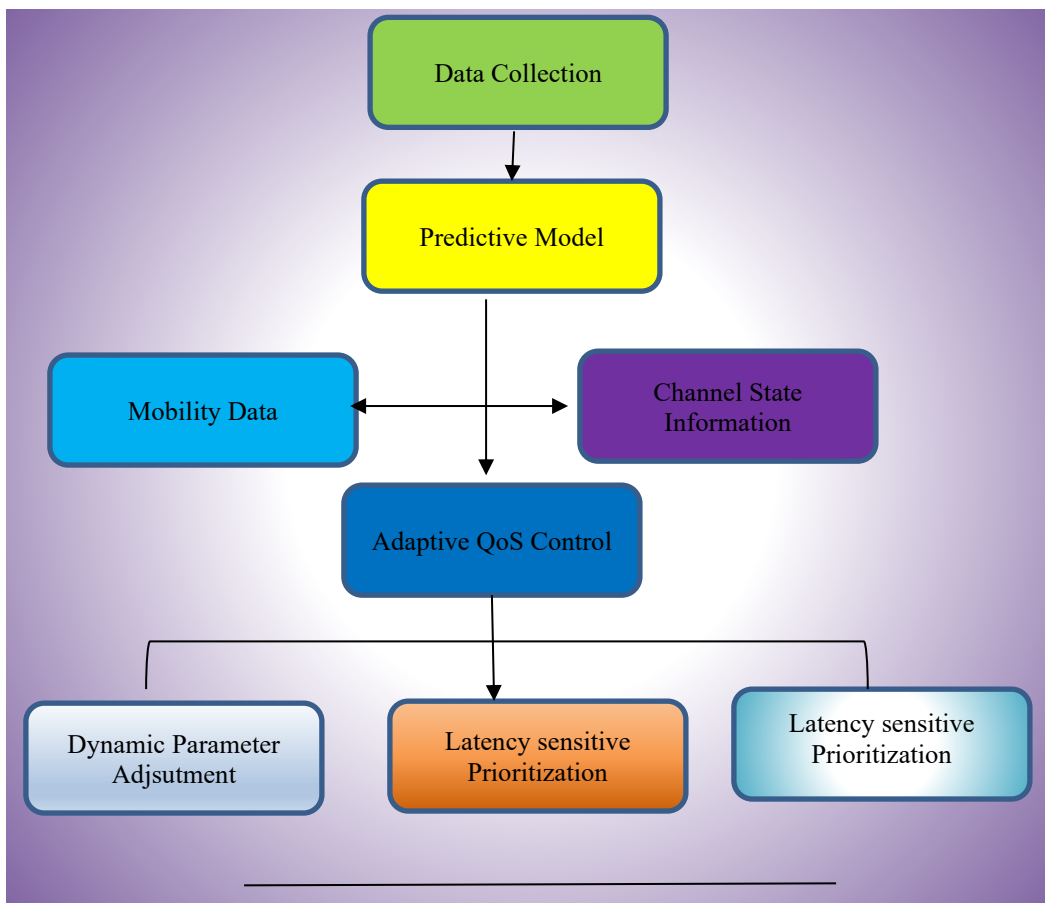 Data Collection
Predictive Model
Mobility Data
Channel State
Information
Adaptive QoS Control
Dynamic Parameter
Adjsutment
Latency sensitive
Prioritization
Latency sensitive
Prioritization